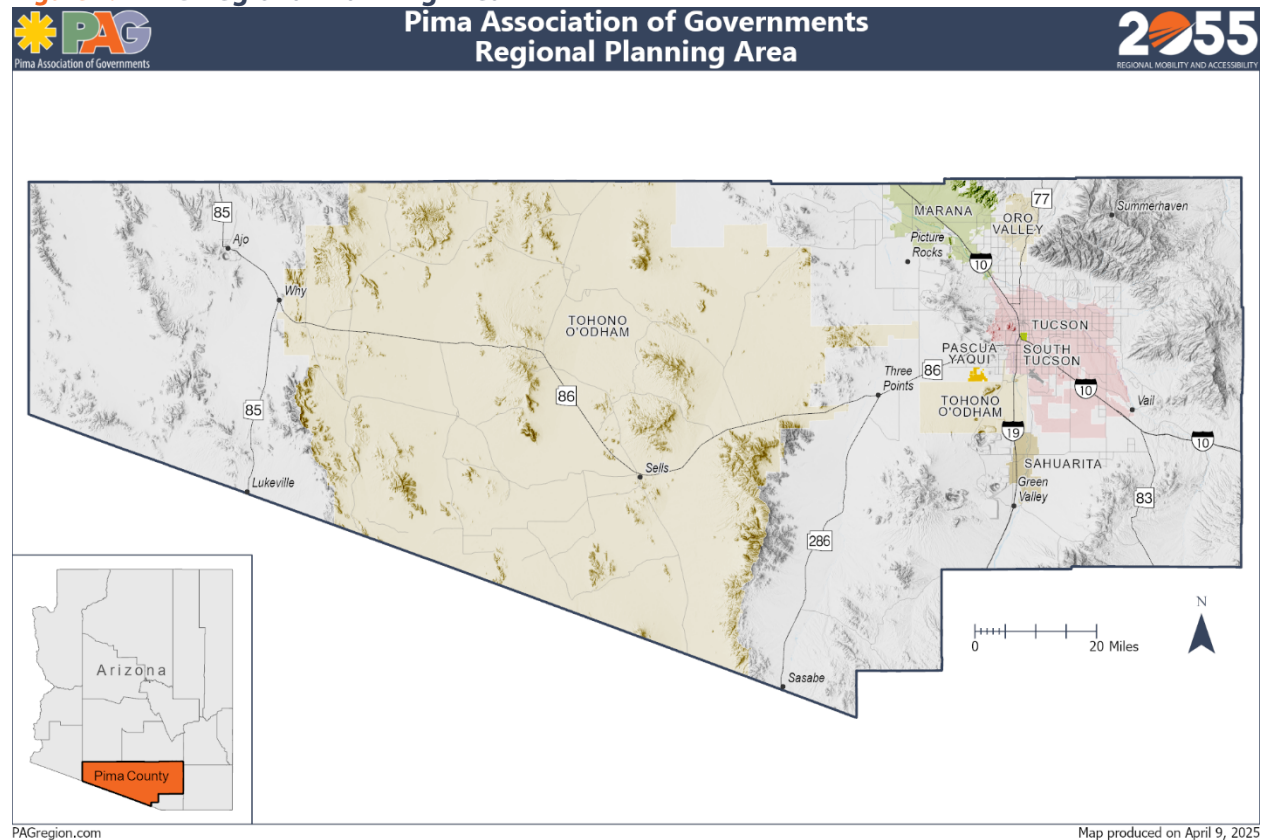 PAG
Pima Association of Governments
Pima Association of Governments
Regional Planning Area
2055
REGIONAL MOBILITY AND ACCESSIBILITY
85
Ajo
Why
85
Lukeville
TOHONO
O'ODHAM
86
Sells
MARANA
Picture
Rocks
ORO
VALLEY
77
Summerhaven
10
TUCSON
SOUTH
TUCSON
PASCUA
YAQUI
Three
Points
86
TOHONO
O'ODHAM
10
Vail
19
10
SAHUARITA
Green
Valley
83
286
Sasabe
N
0
20 Miles
Arizona
Pima County
PAGregion.com
Map produced on April 9, 2025